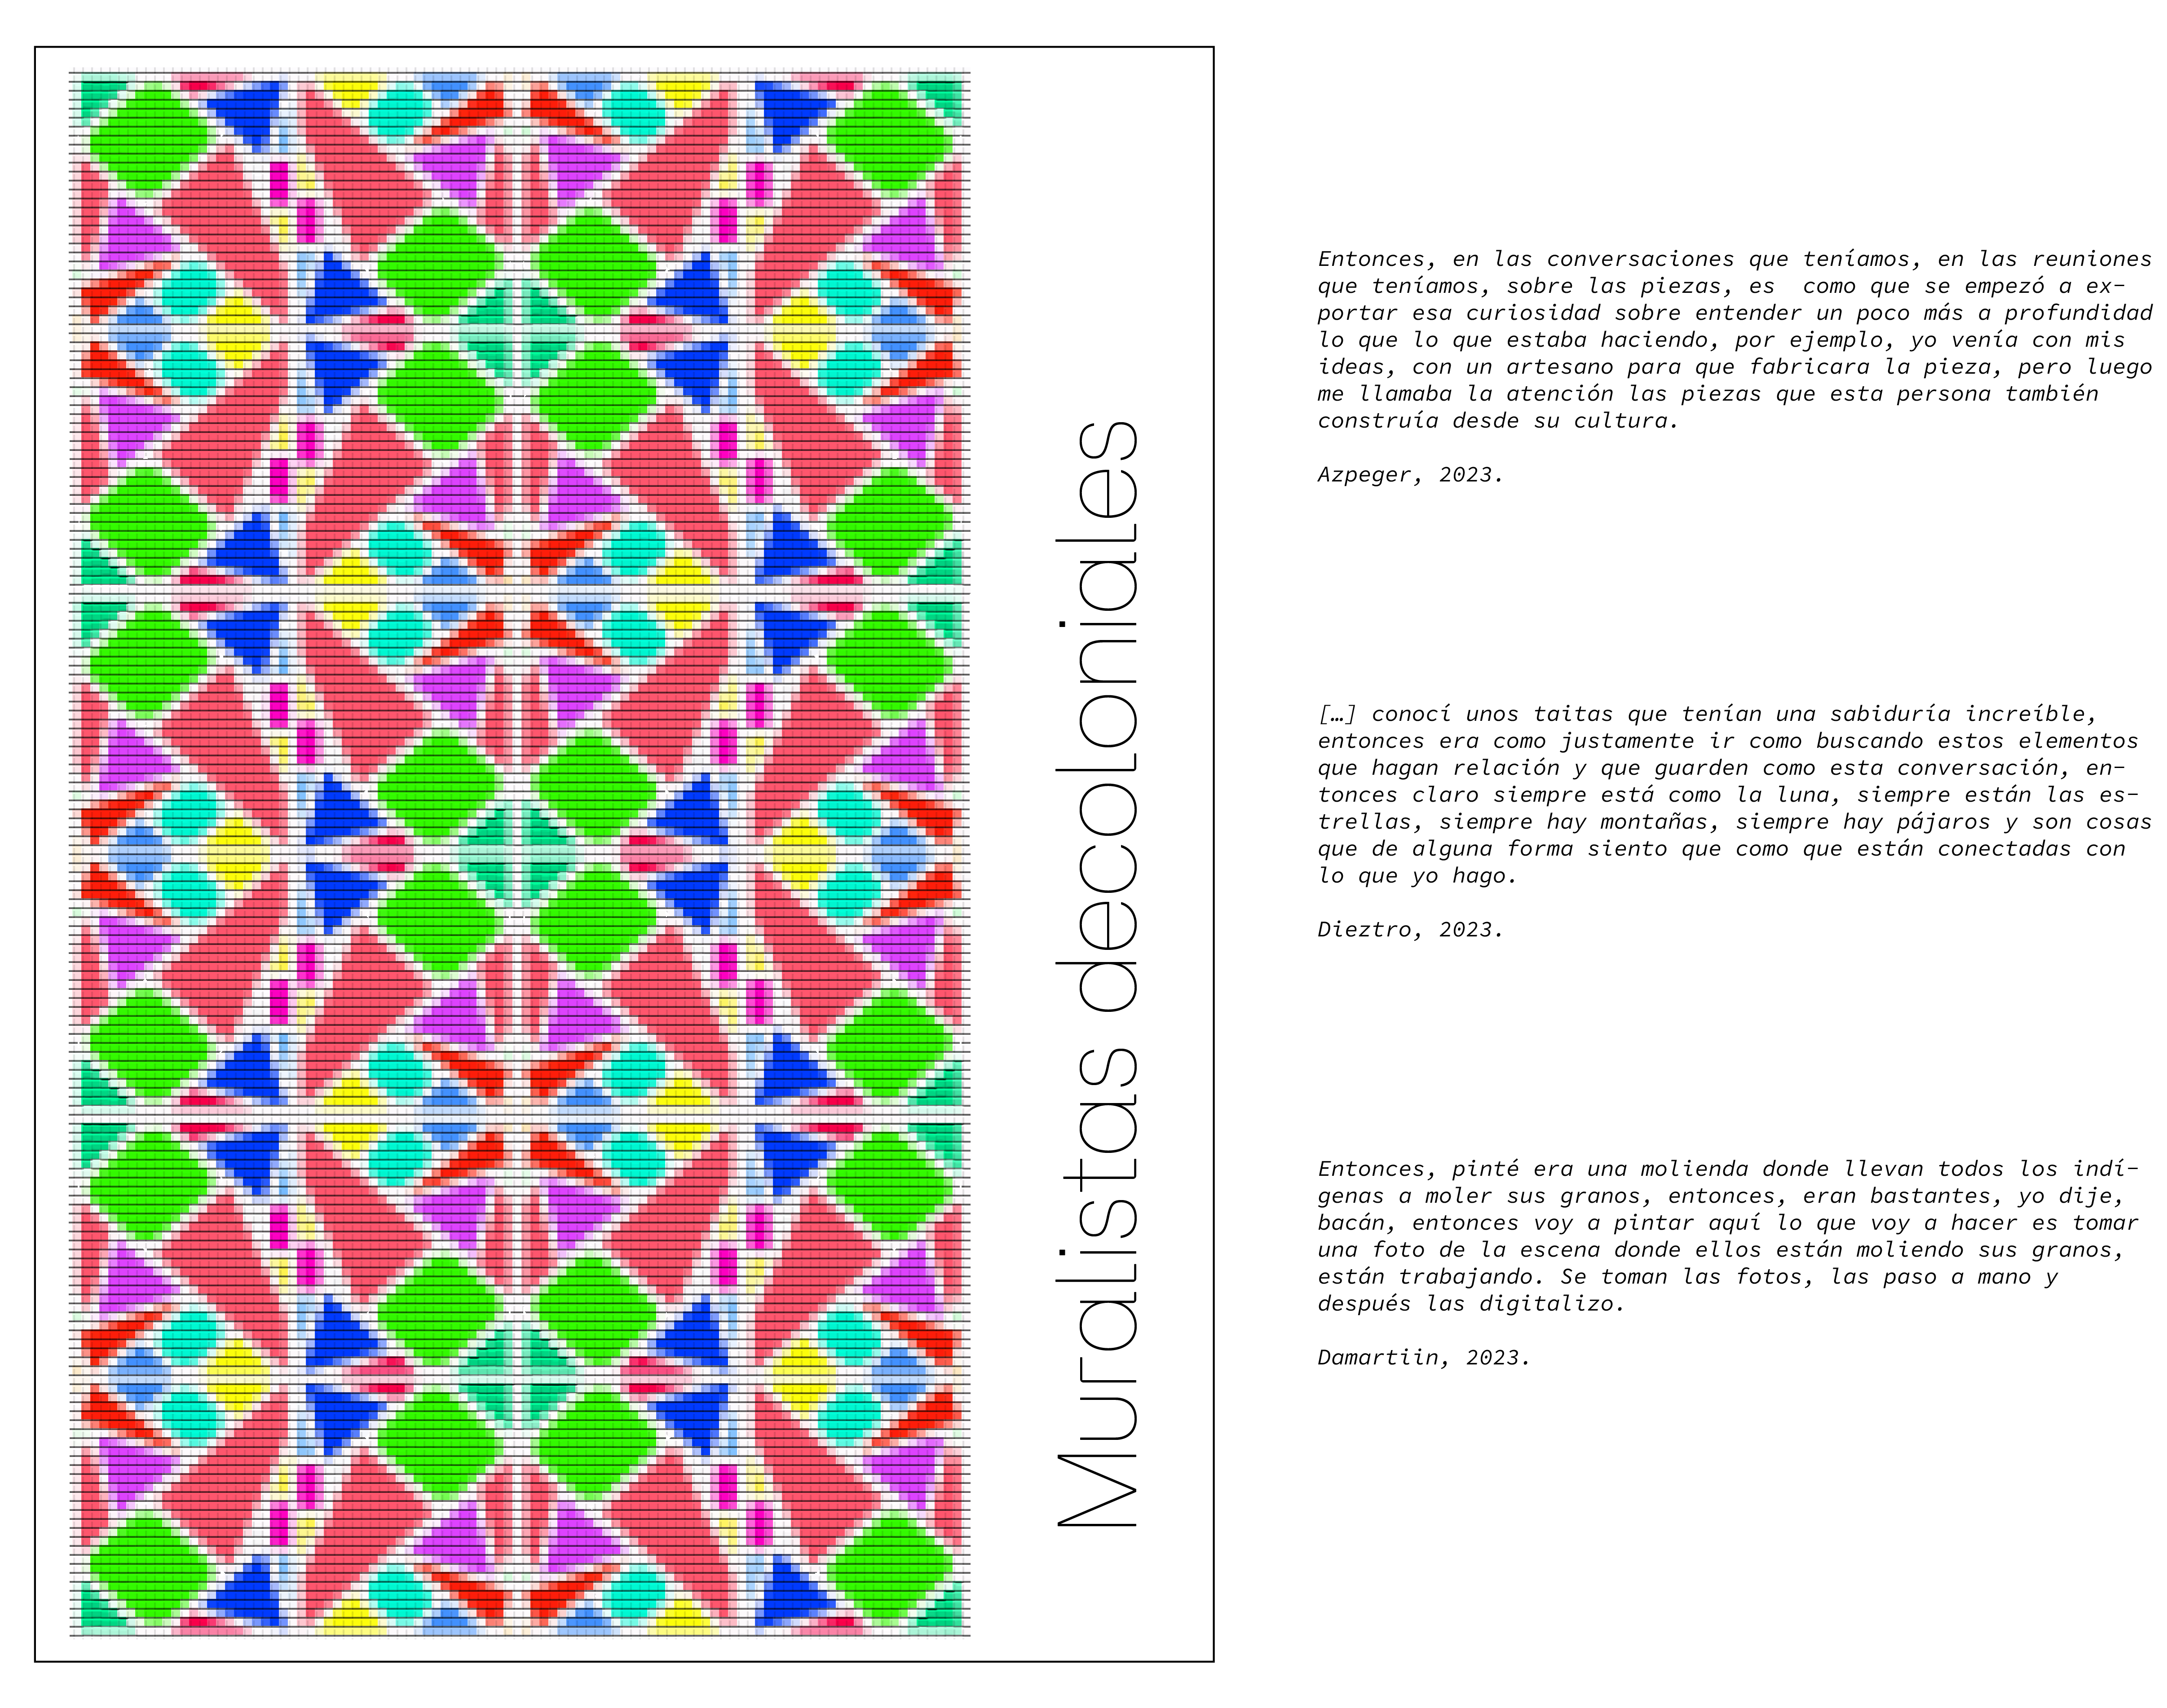 Muralistas decoloniales
Entonces, en las conversaciones que teníamos, en las reuniones
que teníamos, sobre las piezas, es  como que se empezó a ex-
portar esa curiosidad sobre entender un poco más a profundidad
lo que lo que estaba haciendo, por ejemplo, yo venía con mis
ideas, con un artesano para que fabricara la pieza, pero luego
me llamaba la atención las piezas que esta persona también
construía desde su cultura.
Azpeger, 2023.
[…] conocí unos taitas que tenían una sabiduría increíble,
entonces era como justamente ir como buscando estos elementos
que hagan relación y que guarden como esta conversación, en-
tonces claro siempre está como la luna, siempre están las es-
trellas, siempre hay montañas, siempre hay pájaros y son cosas
que de alguna forma siento que como que están conectadas con
lo que yo hago.
Dieztro, 2023.
Entonces, pinté era una molienda donde llevan todos los indí-
genas a moler sus granos, entonces, eran bastantes, yo dije,
bacán, entonces voy a pintar aquí lo que voy a hacer es tomar
una foto de la escena donde ellos están moliendo sus granos,
están trabajando. Se toman las fotos, las paso a mano y
después las digitalizo.
Damartiin, 2023.